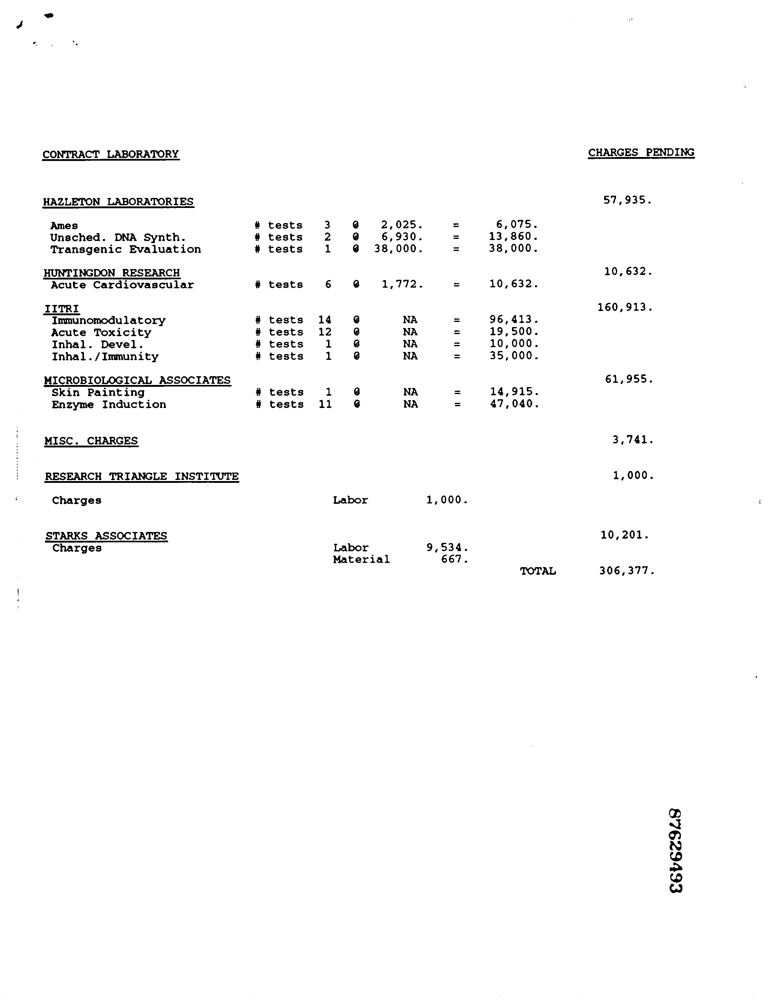 CONTRACT LABORATORY CHARGES PENDING
HAZLETON LABORATORIES 57,935.
Ames # tests 3 @ 2,025. = 6,075.
Unsched. DNA Synth. # tests 2 @ 6,930. = 13,860.
Transgenic Evaluation # tests 1 @ 38,000. = 38,000.
HUNTINGDON RESEARCH 10,632.
Acute Cardiovascular # tests 6 @ 1,772. = 10,632.
IITRI 160,913.
Immunomodulatory # tests 14 @ NA = 96,413.
Acute Toxicity # tests 12 @ NA = 19,500.
Inhal. Devel. # tests 1 @ NA = 10,000.
Inhal./Immunity # tests 1 @ NA = 35,000.
MICROBIOLOGICAL ASSOCIATES 61,955.
Skin Painting # tests 1 @ NA = 14,915.
Enzyme Induction # tests 11 @ NA = 47,040.
MISC. CHARGES 3,741.
RESEARCH TRIANGLE INSTITUTE 1,000.
Charges Labor 1,000.
STARKS ASSOCIATES 10,201.
Charges Labor 9,534.
Material 667.
TOTAL 306,377.
87629493